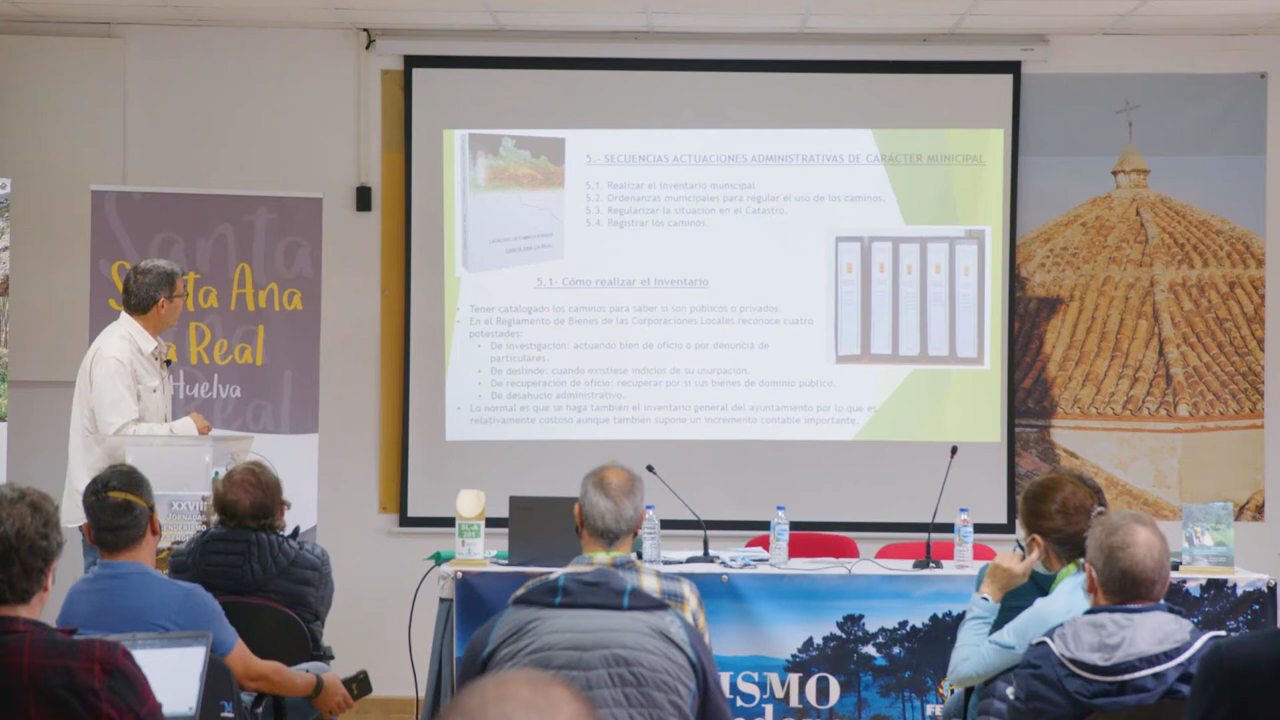 Santa
Santa Ana
la Real
Huelva
XXVIII
JORNADAS
SENDERISMO
5.- SECUENCIAS ACTUACIONES ADMINISTRATIVAS DE CARÁCTER MUNICIPAL
5.1. Realizar el inventario municipal
5.2. Ordenanzas municipales para regular el uso de los caminos.
5.3. Regularizar la situación en el Catastro.
5.4. Registrar los caminos.
5.1- Cómo realizar el Inventario
• Tener catalogado los caminos para saber si son públicos o privados.
• En el Reglamento de Bienes de las Corporaciones Locales reconoce cuatro
potestades:
• De investigación: actuando bien de oficio o por denuncia de
particulares.
• De deslinde: cuando existiese indicios de su usurpación.
• De recuperación de oficio: recuperar por si sus bienes de dominio público.
• De desahucio administrativo.
• Lo normal es que se haga también el inventario general del ayuntamiento por lo que es
relativamente costoso aunque también supone un incremento contable importante.
SL-A
201
ISMO
FE